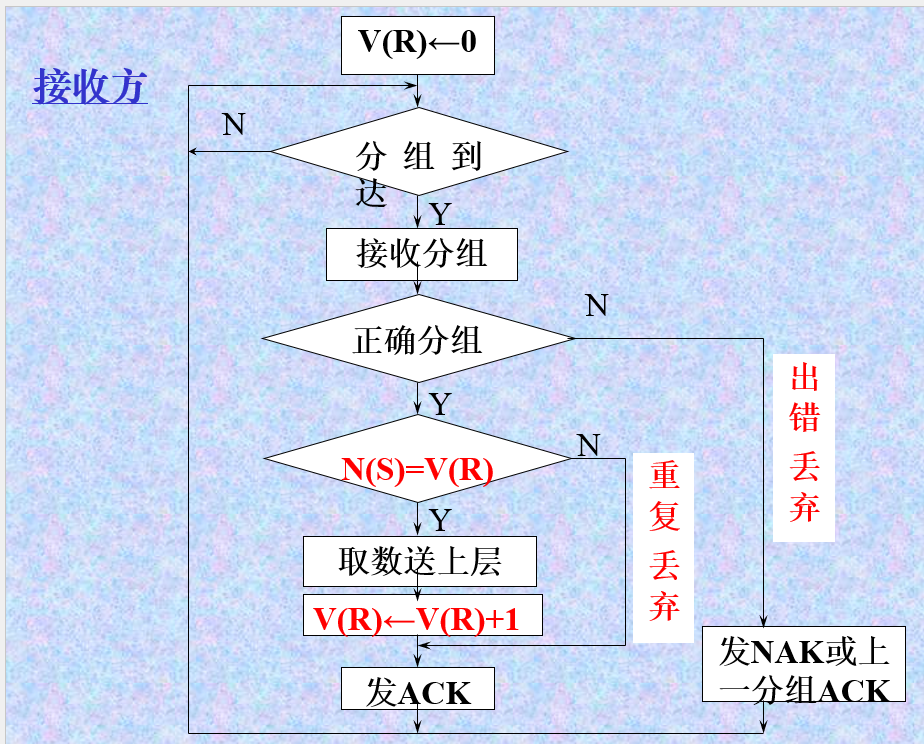 V(R)←0
接收方
N
分 组 到
达
Y
接收分组
N
正确分组
Y
N(S)=V(R)
N
Y
取数送上层
V(R)←V(R)+1
发ACK
重
复
丢
弃
出
错
丢
弃
发NAK或上
一分组ACK